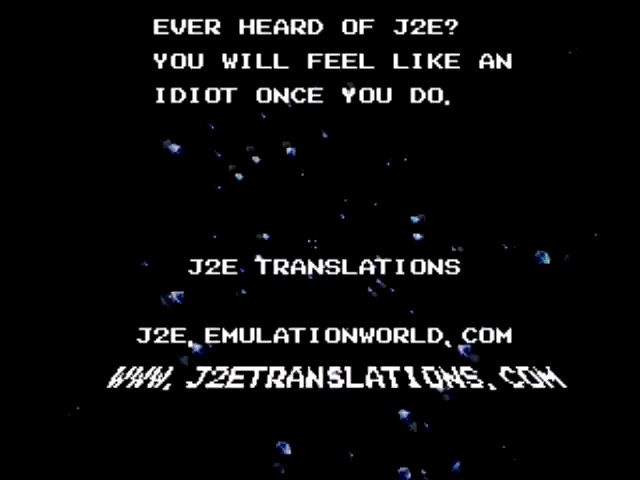 EVER HEARD OF J2E?
YOU WILL FEEL LIKE AN
IDIOT ONCE YOU DO.
J2E TRANSLATIONS
J2E.EMULATIONWORLD.COM
WWW.J2ETRANSLATIONS.COM